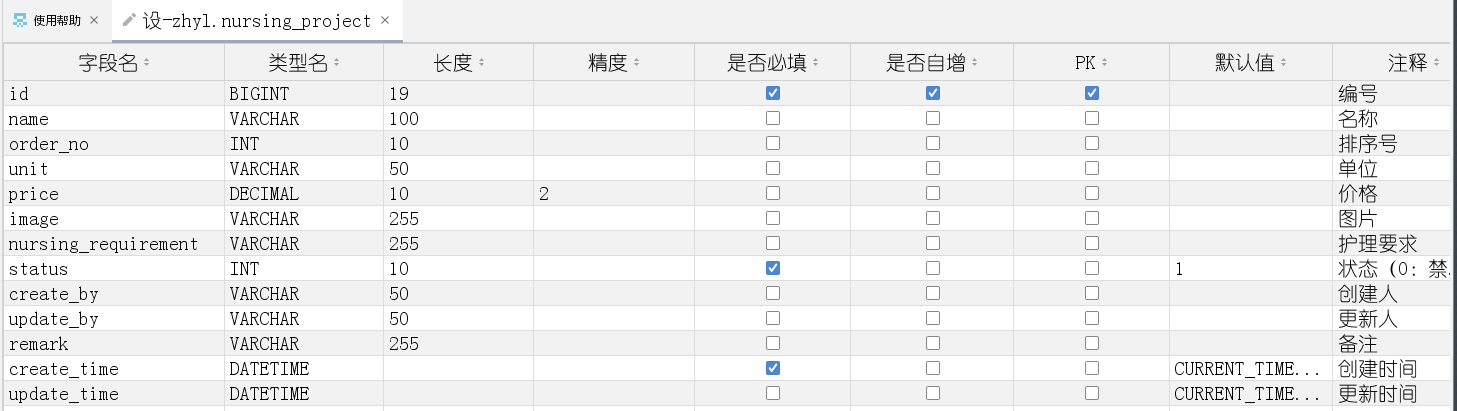 使用帮助 × 设-zhyl.nursing_project ×
字段名 类型名 长度 精度 是否必填 是否自增 PK 默认值 注释
id BIGINT 19 编号
name VARCHAR 100 名称
order_no INT 10 排序号
unit VARCHAR 50 单位
price DECIMAL 10 2 价格
image VARCHAR 255 图片
nursing_requirement VARCHAR 255 护理要求
status INT 10 1 状态（0：禁
create_by VARCHAR 50 创建人
update_by VARCHAR 50 更新人
remark VARCHAR 255 备注
create_time DATETIME CURRENT_TIME... 创建时间
update_time DATETIME CURRENT_TIME... 更新时间